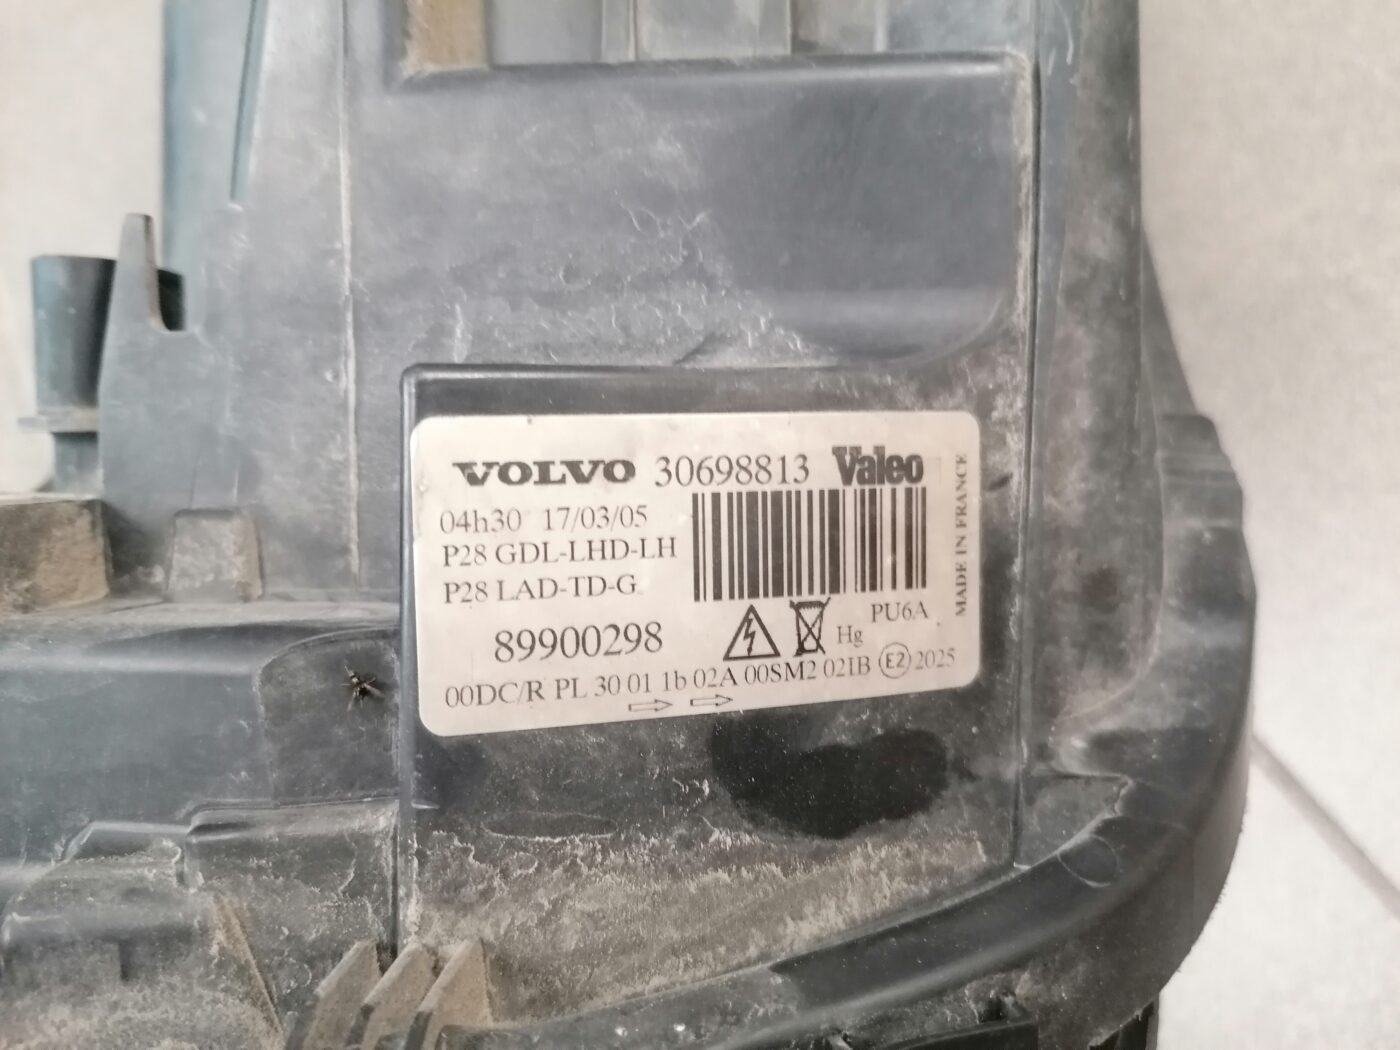 VOLVO 30698813 Valeo
04h30 17/03/05
P28 GDL-LHD-LH
P28 LAD-TD-G
89900298
Hg
PU6A
00DC/R PL 30 01 1b 02A 00SM2 02IB E2 2025
MADE IN FRANCE